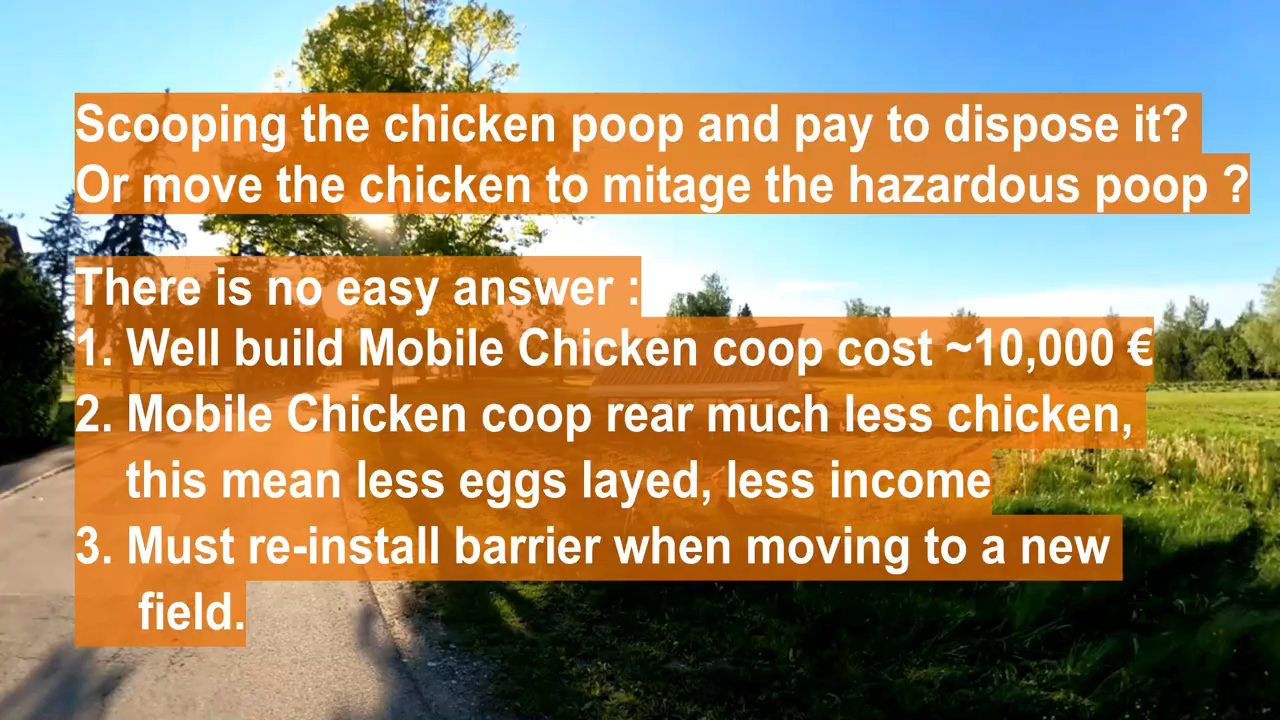 Scooping the chicken poop and pay to dispose it?
Or move the chicken to mitage the hazardous poop ?
There is no easy answer :
1. Well build Mobile Chicken coop cost ~10,000 €
2. Mobile Chicken coop rear much less chicken,
this mean less eggs layed, less income
3. Must re-install barrier when moving to a new
field.